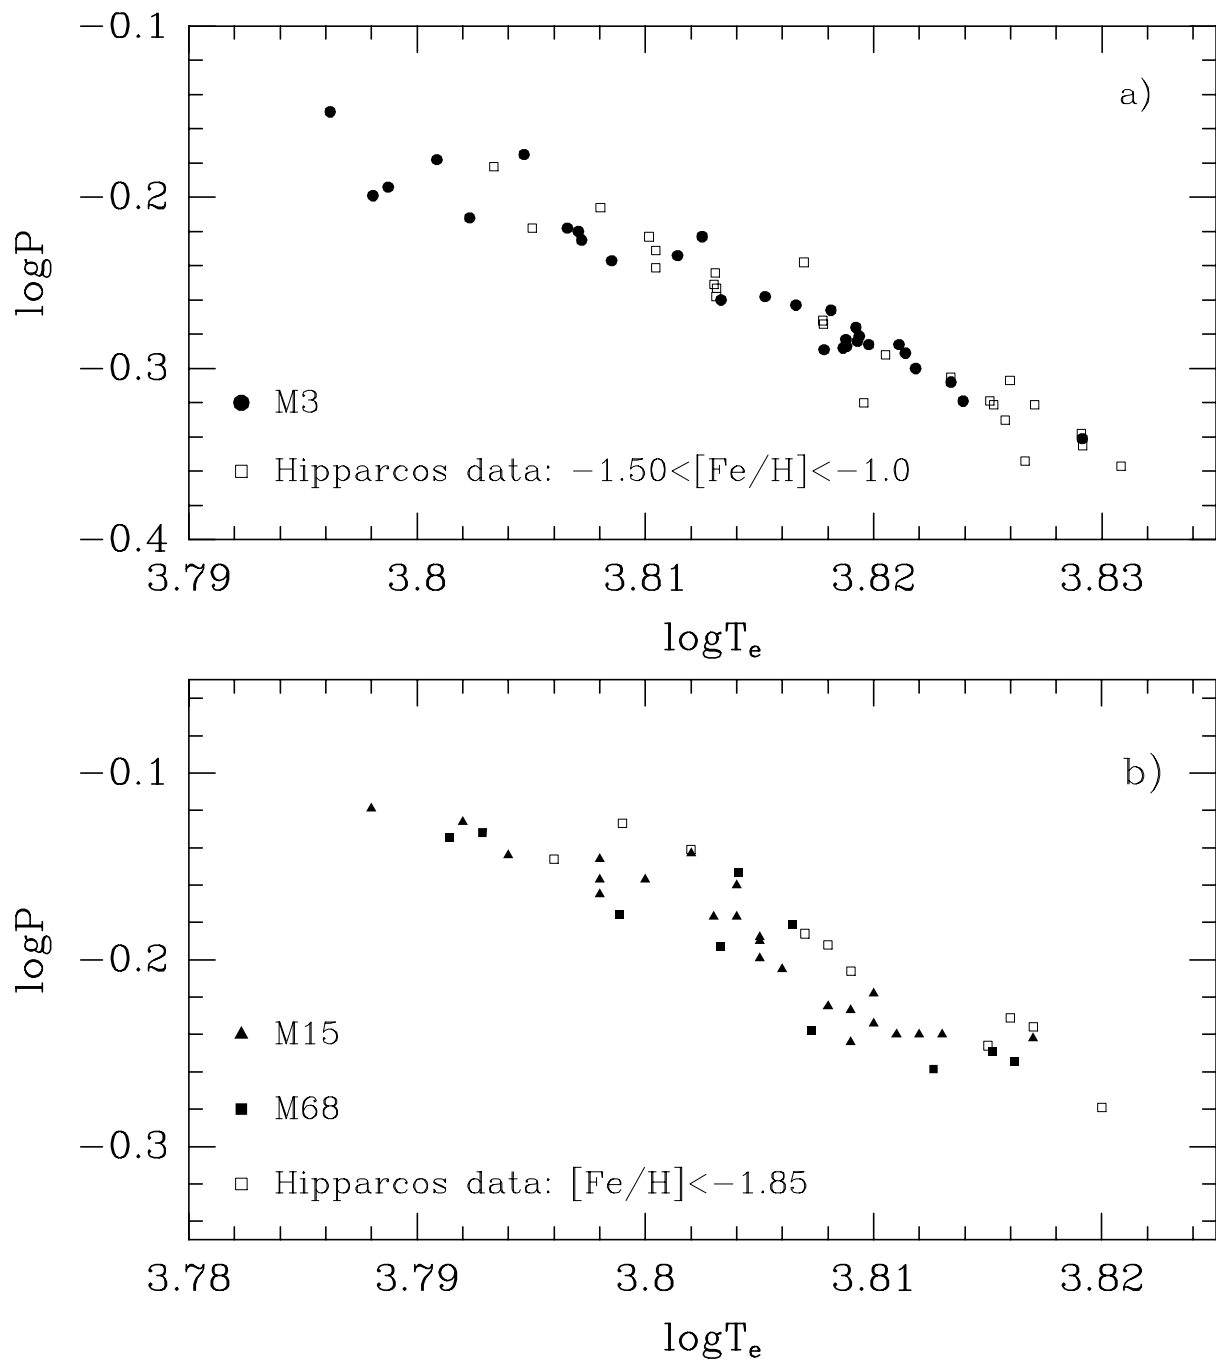 −0.1
a)
−0.2
logP
−0.3
M3
Hipparcos data: −1.50<[Fe/H]<−1.0
−0.4
3.79 3.8 3.81 3.82 3.83
logTe
−0.1
b)
−0.2
logP
M15
M68
−0.3
Hipparcos data: [Fe/H]<−1.85
3.78 3.79 3.8 3.81 3.82
logTe